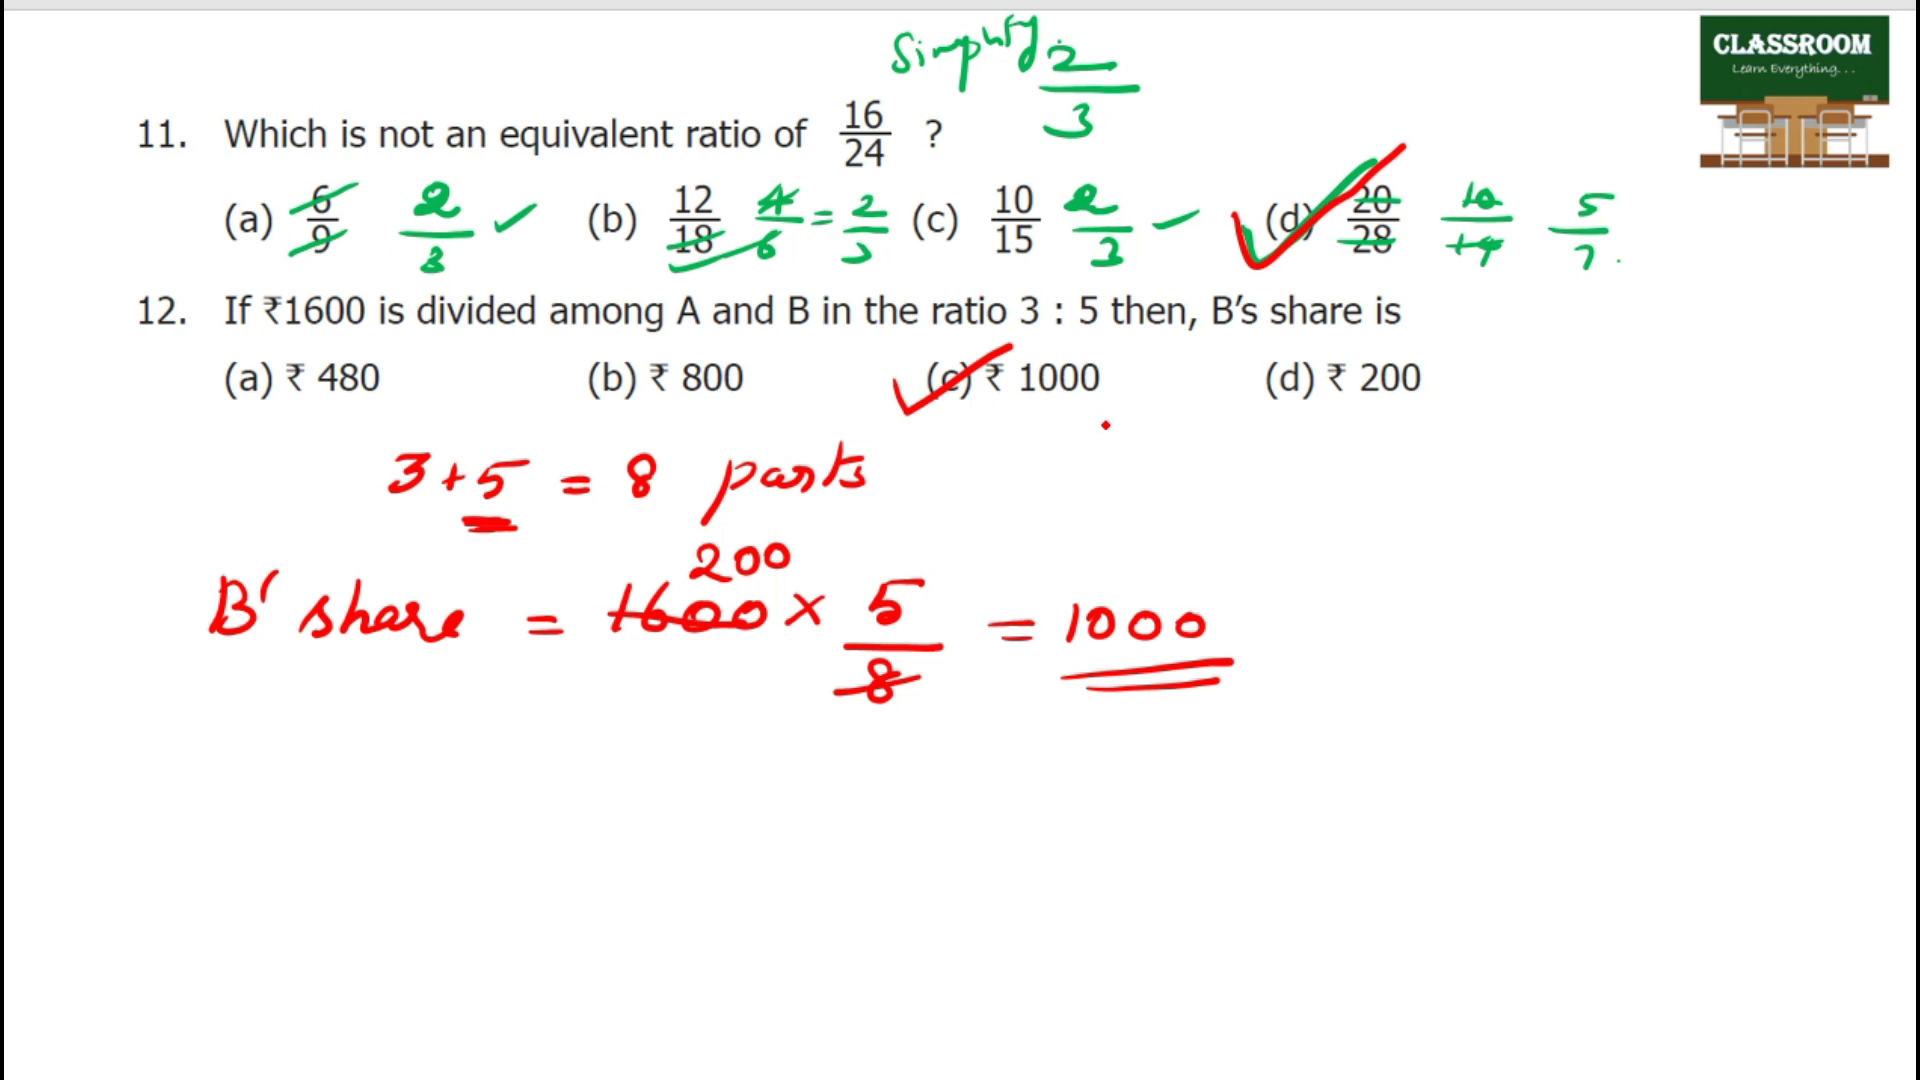 Simplify 2/3
CLASSROOM
Learn Everything...
11. Which is not an equivalent ratio of 16/24 ?
(a) 6/9 2/3 ✓ (b) 12/18 4/6 = 2/3 (c) 10/15 2/3 (d) 20/28 10/14 5/7
12. If ₹1600 is divided among A and B in the ratio 3 : 5 then, B’s share is
(a) ₹ 480 (b) ₹ 800 (c) ₹ 1000 (d) ₹ 200
3+5 = 8 parts
200
B' share = 1600 × 5/8 = 1000